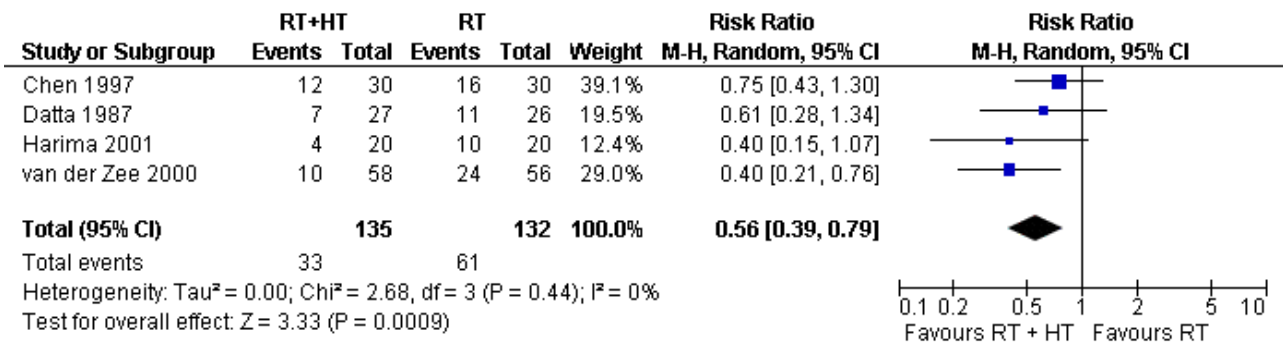 RT+HT RT Risk Ratio Risk Ratio
Study or Subgroup Events Total Events Total Weight M-H, Random, 95% CI M-H, Random, 95% CI
Chen 1997 12 30 16 30 39.1% 0.75 [0.43, 1.30]
Datta 1987 7 27 11 26 19.5% 0.61 [0.28, 1.34]
Harima 2001 4 20 10 20 12.4% 0.40 [0.15, 1.07]
van der Zee 2000 10 58 24 56 29.0% 0.40 [0.21, 0.76]
Total (95% CI) 135 132 100.0% 0.56 [0.39, 0.79]
Total events 33 61
Heterogeneity: Tau² = 0.00; Chi² = 2.68, df = 3 (P = 0.44); I² = 0%
Test for overall effect: Z = 3.33 (P = 0.0009)
0.1 0.2 0.5 1 2 5 10
Favours RT + HT Favours RT